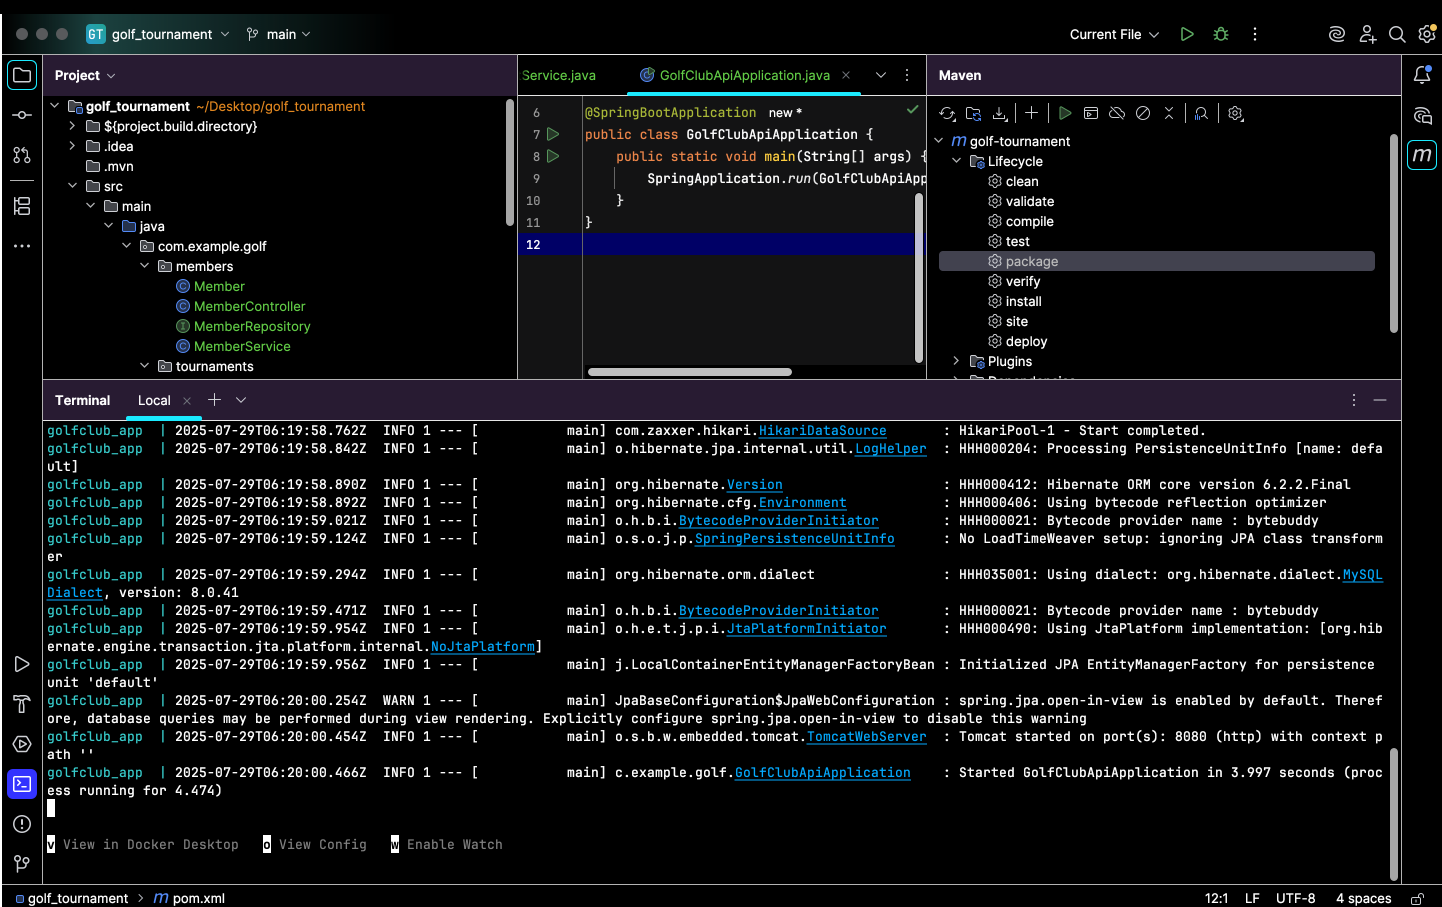 GT golf_tournament main Current File
Project
golf_tournament ~/Desktop/golf_tournament
${project.build.directory}
.idea
.mvn
src
main
java
com.example.golf
members
Member
MemberController
MemberRepository
MemberService
tournaments
Service.java GolfClubApiApplication.java
6 @SpringBootApplication new *
7 public class GolfClubApiApplication {
8 public static void main(String[] args) {
9 SpringApplication.run(GolfClubApiApp
10 }
11 }
12
Maven
golf-tournament
Lifecycle
clean
validate
compile
test
package
verify
install
site
deploy
Plugins
Dependencies
Terminal Local
golfclub_app | 2025-07-29T06:19:58.762Z INFO 1 --- [ main] com.zaxxer.hikari.HikariDataSource : HikariPool-1 - Start completed.
golfclub_app | 2025-07-29T06:19:58.842Z INFO 1 --- [ main] o.hibernate.jpa.internal.util.LogHelper : HHH000204: Processing PersistenceUnitInfo [name: defa
ult]
golfclub_app | 2025-07-29T06:19:58.890Z INFO 1 --- [ main] org.hibernate.Version : HHH000412: Hibernate ORM core version 6.2.2.Final
golfclub_app | 2025-07-29T06:19:58.892Z INFO 1 --- [ main] org.hibernate.cfg.Environment : HHH000406: Using bytecode reflection optimizer
golfclub_app | 2025-07-29T06:19:59.021Z INFO 1 --- [ main] o.h.b.i.BytecodeProviderInitiator : HHH000021: Bytecode provider name : bytebuddy
golfclub_app | 2025-07-29T06:19:59.124Z INFO 1 --- [ main] o.s.o.j.p.SpringPersistenceUnitInfo : No LoadTimeWeaver setup: ignoring JPA class transform
er
golfclub_app | 2025-07-29T06:19:59.294Z INFO 1 --- [ main] org.hibernate.orm.dialect : HHH035001: Using dialect: org.hibernate.dialect.MySQL
Dialect, version: 8.0.41
golfclub_app | 2025-07-29T06:19:59.471Z INFO 1 --- [ main] o.h.b.i.BytecodeProviderInitiator : HHH000021: Bytecode provider name : bytebuddy
golfclub_app | 2025-07-29T06:19:59.954Z INFO 1 --- [ main] o.h.e.t.j.p.i.JtaPlatformInitiator : HHH000490: Using JtaPlatform implementation: [org.hib
ernate.engine.transaction.jta.platform.internal.NoJtaPlatform]
golfclub_app | 2025-07-29T06:19:59.956Z INFO 1 --- [ main] j.LocalContainerEntityManagerFactoryBean : Initialized JPA EntityManagerFactory for persistence
unit 'default'
golfclub_app | 2025-07-29T06:20:00.254Z WARN 1 --- [ main] JpaBaseConfiguration$JpaWebConfiguration : spring.jpa.open-in-view is enabled by default. Theref
ore, database queries may be performed during view rendering. Explicitly configure spring.jpa.open-in-view to disable this warning
golfclub_app | 2025-07-29T06:20:00.454Z INFO 1 --- [ main] o.s.b.w.embedded.tomcat.TomcatWebServer : Tomcat started on port(s): 8080 (http) with context p
ath ''
golfclub_app | 2025-07-29T06:20:00.466Z INFO 1 --- [ main] c.example.golf.GolfClubApiApplication : Started GolfClubApiApplication in 3.997 seconds (proc
ess running for 4.474)
v View in Docker Desktop o View Config w Enable Watch
golf_tournament > m pom.xml 12:1 LF UTF-8 4 spaces